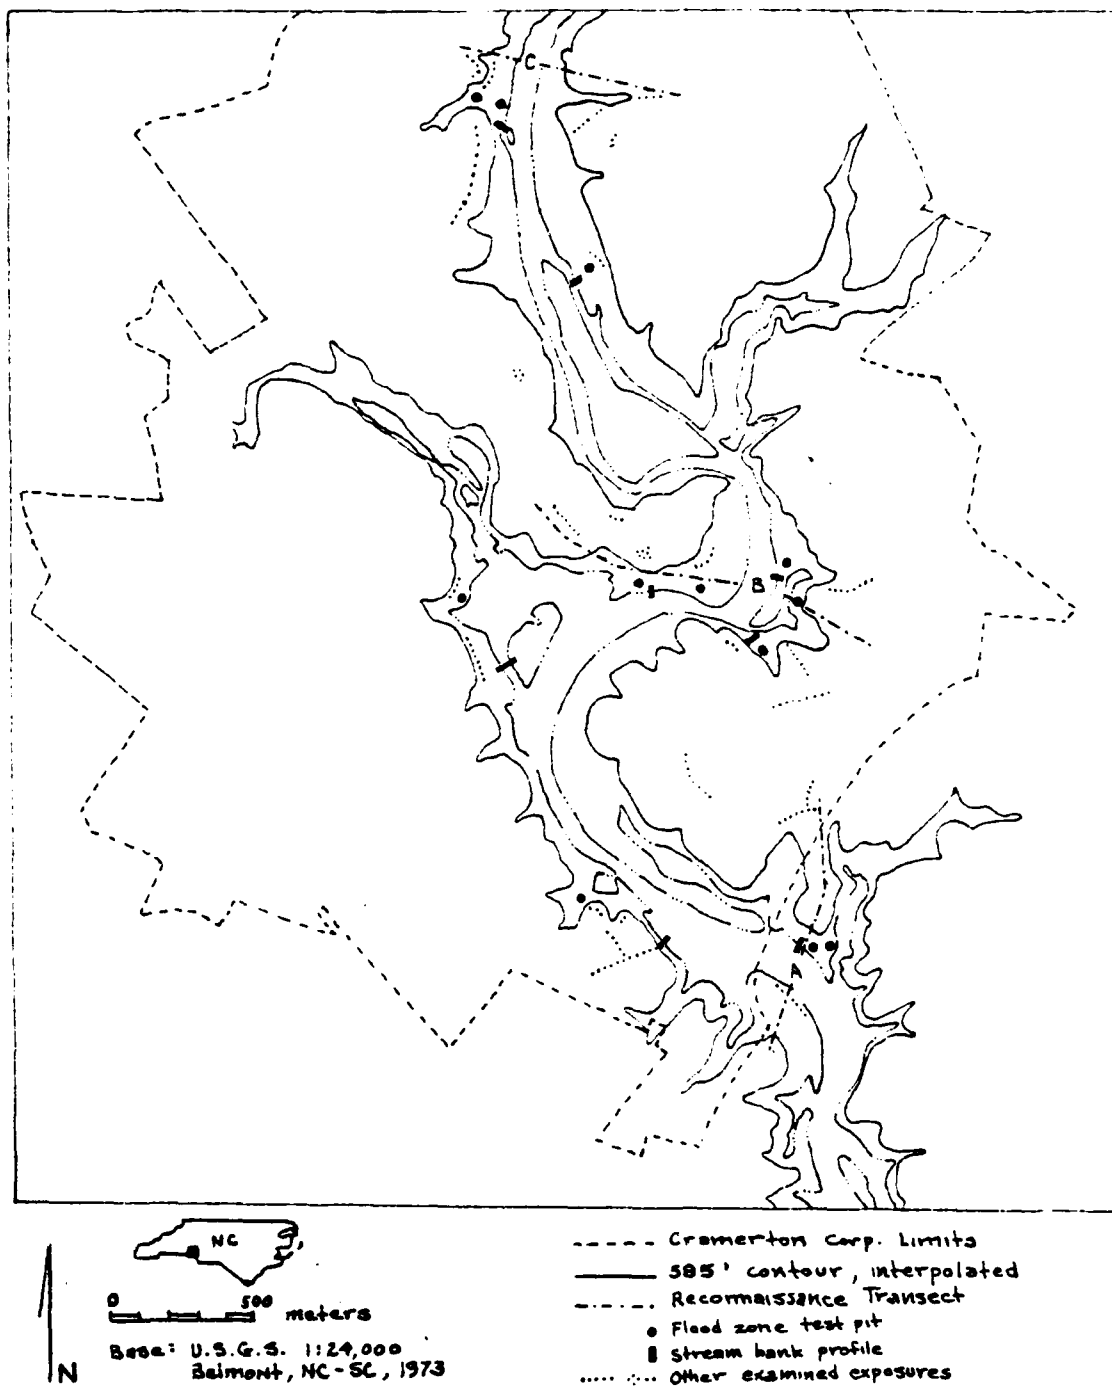 C
B
A
NC
0 500 meters
Base: U.S.G.S. 1:24,000
Belmont, NC-SC, 1973
N
Cramerton Corp. Limits
585' contour, interpolated
Reconnaissance Transect
Flood zone test pit
Stream bank profile
Other examined exposures